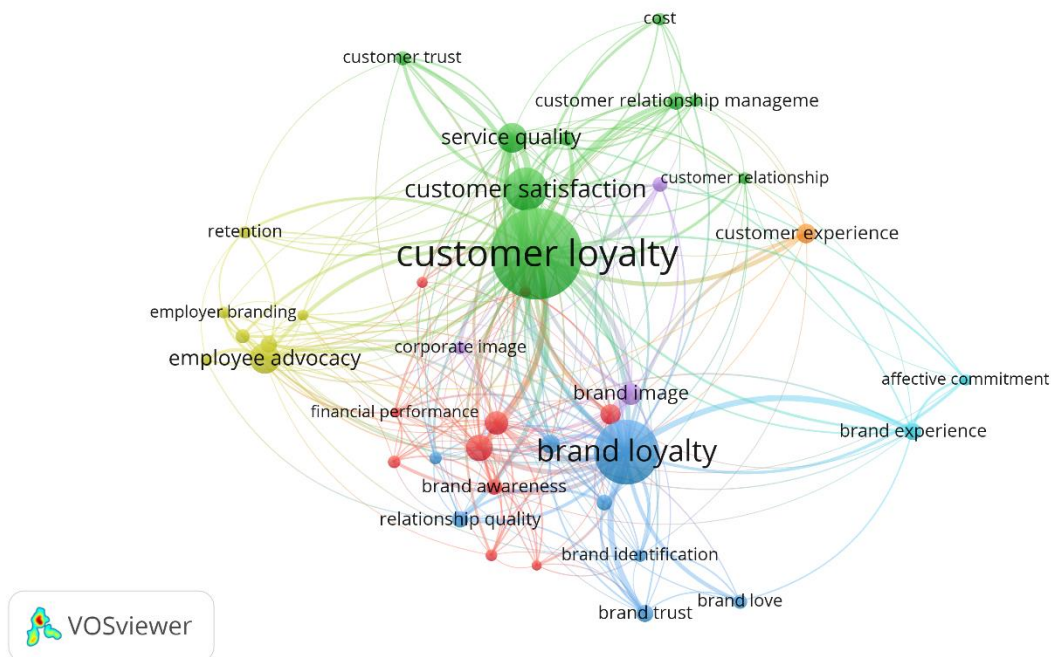 cost
customer trust
customer relationship manageme
service quality
customer relationship
customer satisfaction
retention
customer experience
customer loyalty
employer branding
corporate image
employee advocacy
affective commitment
brand image
financial performance
brand experience
brand loyalty
brand awareness
relationship quality
brand identification
brand love
brand trust
VOSviewer